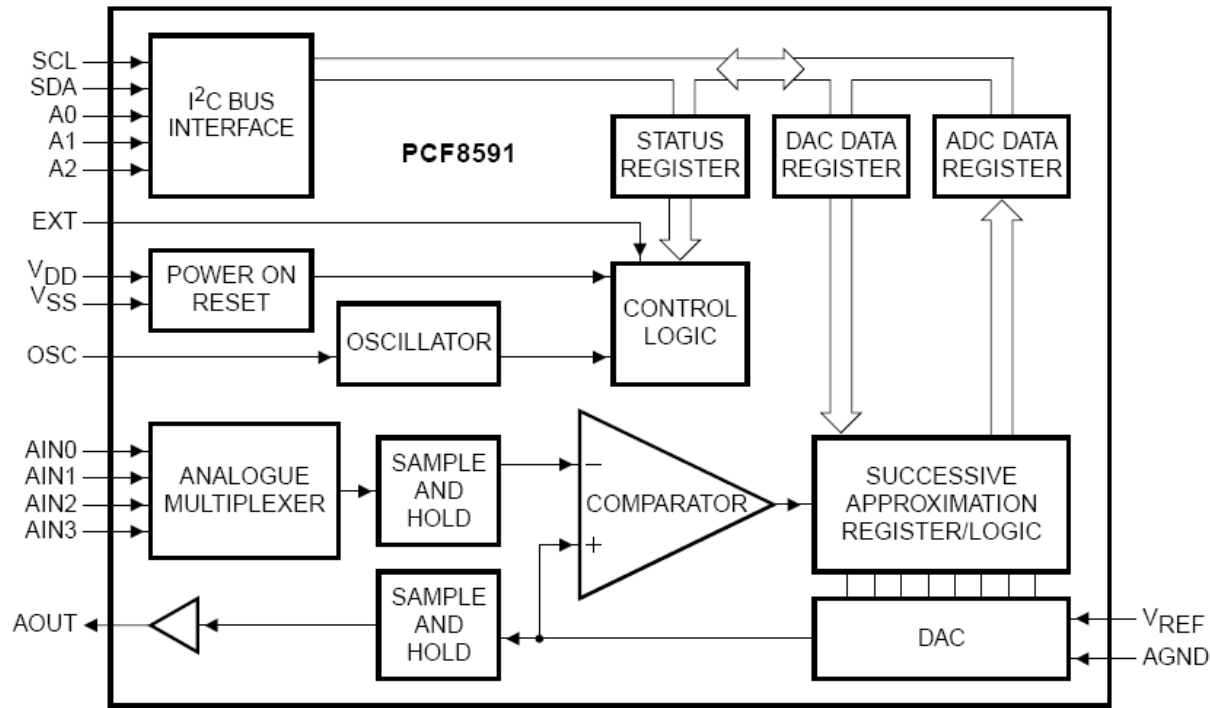 SCL
SDA
A0
A1
A2
I²C BUS
INTERFACE
PCF8591
STATUS
REGISTER
DAC DATA
REGISTER
ADC DATA
REGISTER
EXT
VDD
VSS
POWER ON
RESET
OSC
OSCILLATOR
CONTROL
LOGIC
AIN0
AIN1
AIN2
AIN3
ANALOGUE
MULTIPLEXER
SAMPLE
AND
HOLD
−
COMPARATOR
+
SUCCESSIVE
APPROXIMATION
REGISTER/LOGIC
AOUT
SAMPLE
AND
HOLD
DAC
VREF
AGND